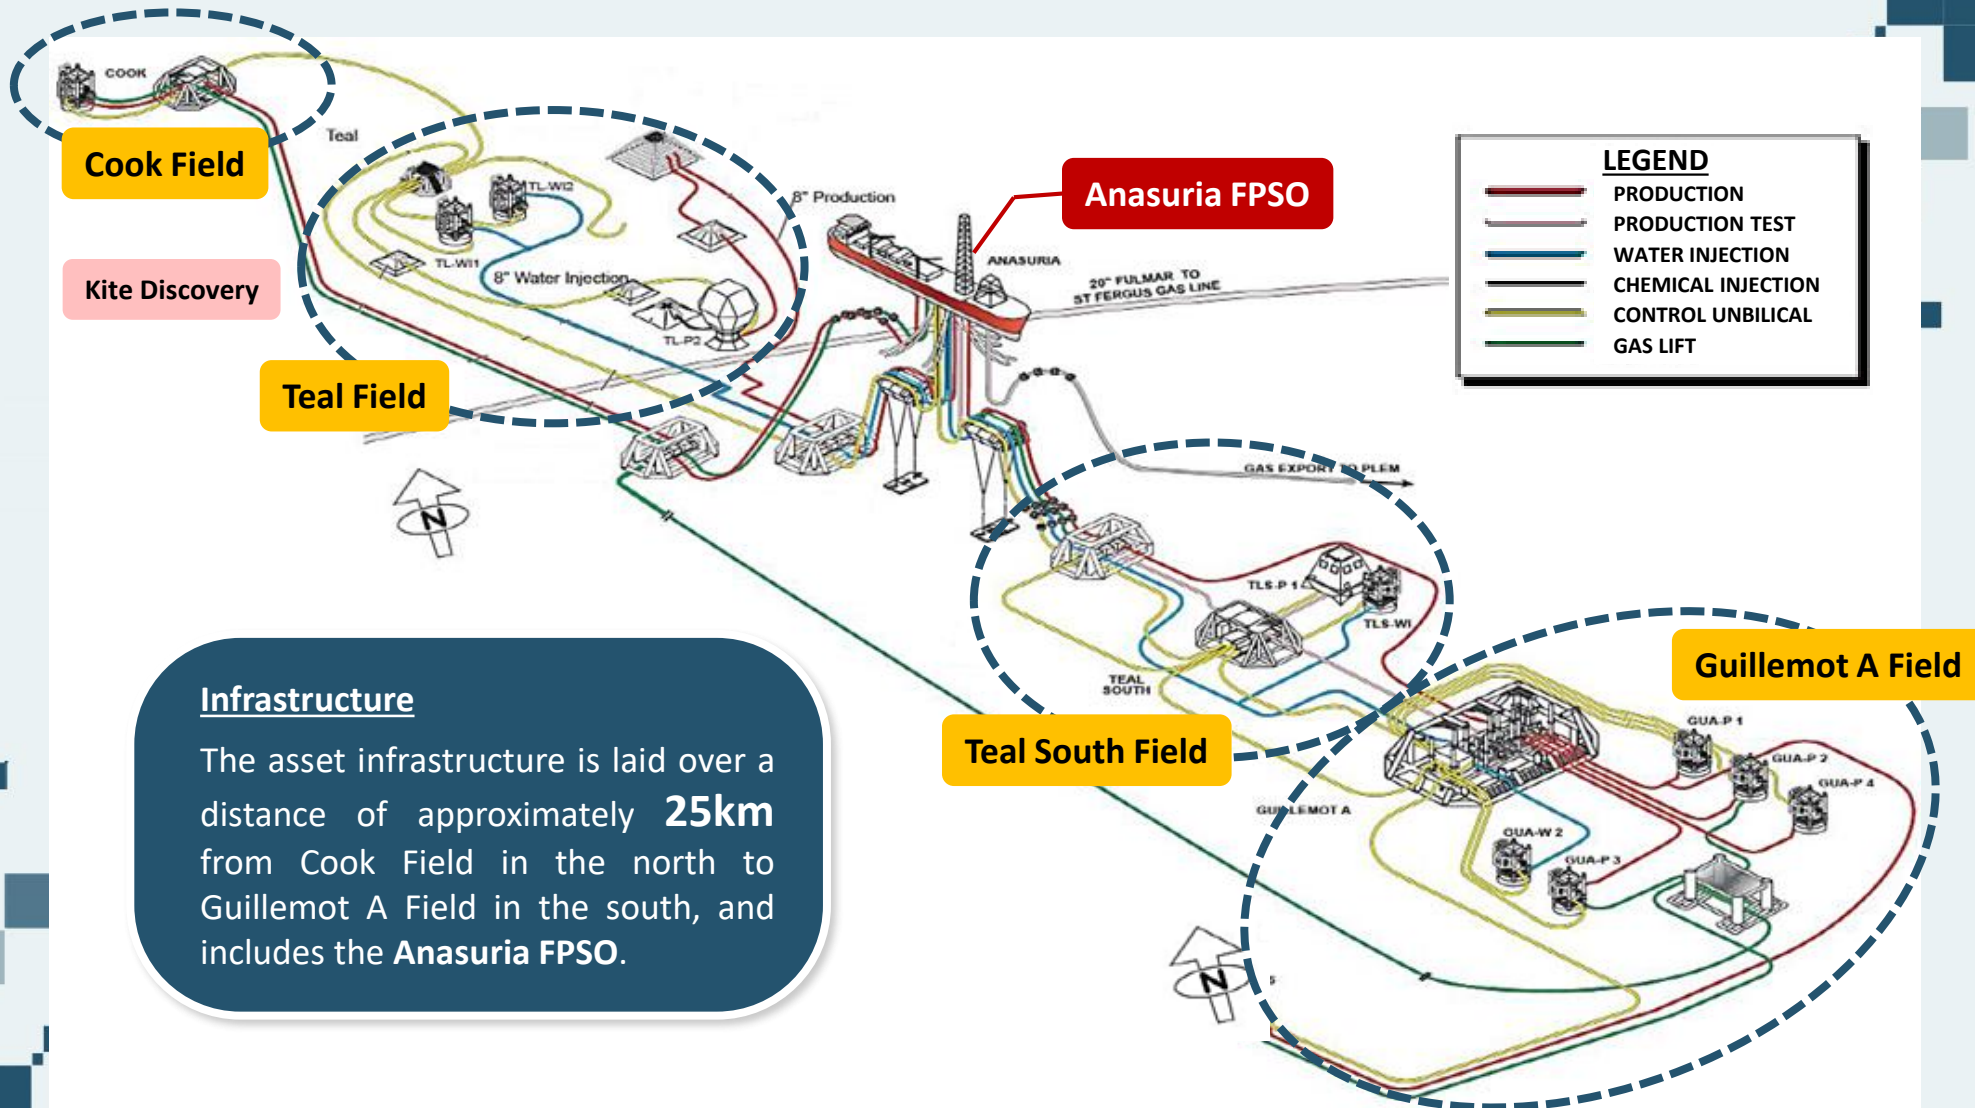 COOK
Cook Field
Kite Discovery
Teal
TL-WI2
TL-WI1
8" Production
8" Water Injection
TL-P2
Teal Field
Anasuria FPSO
ANASURIA
20" FULMAR TO
ST FERGUS GAS LINE
LEGEND
PRODUCTION
PRODUCTION TEST
WATER INJECTION
CHEMICAL INJECTION
CONTROL UNBILICAL
GAS LIFT
N
GAS EXPORT TO PLEM
TLS-P 1
TLS-WI
TEAL
SOUTH
Teal South Field
Guillemot A Field
GUA-P 1
GUA-P 2
GUA-P 4
GUILLEMOT A
GUA-W 2
GUA-P 3
N
Infrastructure
The asset infrastructure is laid over a
distance of approximately 25km
from Cook Field in the north to
Guillemot A Field in the south, and
includes the Anasuria FPSO.